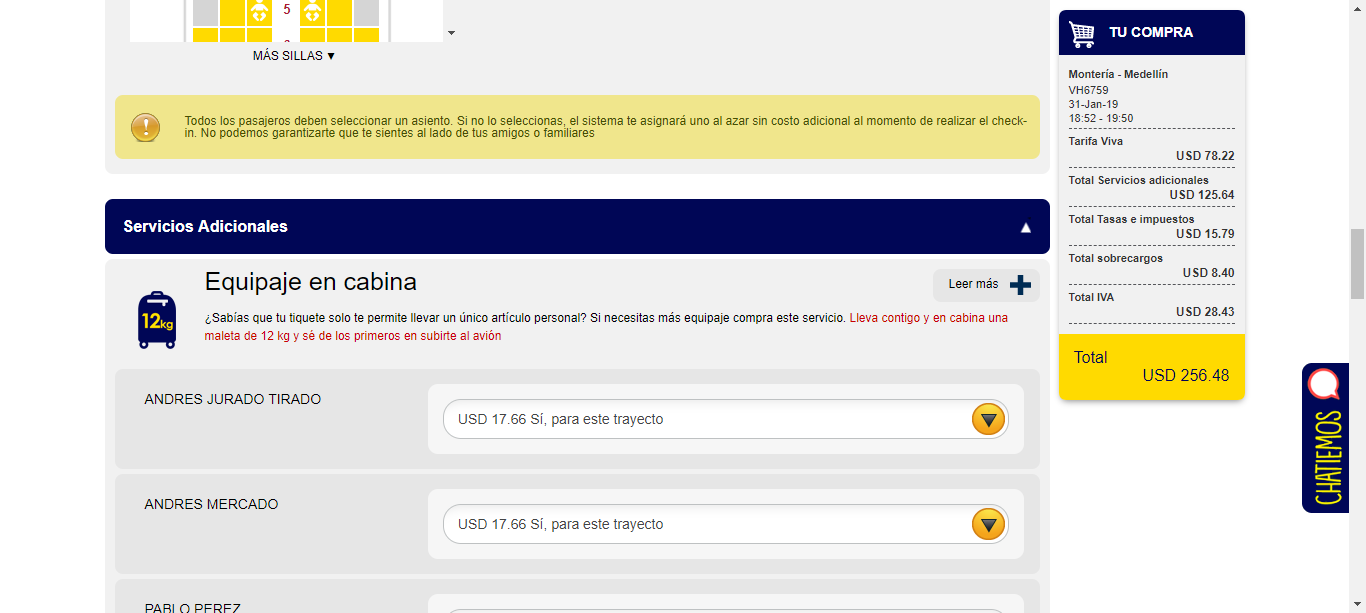 5
MÁS SILLAS ▼
Todos los pasajeros deben seleccionar un asiento. Si no lo seleccionas, el sistema te asignará uno al azar sin costo adicional al momento de realizar el check-
in. No podemos garantizarte que te sientes al lado de tus amigos o familiares
Servicios Adicionales
Equipaje en cabina
Leer más
12kg
¿Sabías que tu tiquete solo te permite llevar un único artículo personal? Si necesitas más equipaje compra este servicio. Lleva contigo y en cabina una
maleta de 12 kg y sé de los primeros en subirte al avión
ANDRES JURADO TIRADO
USD 17.66 Sí, para este trayecto
ANDRES MERCADO
USD 17.66 Sí, para este trayecto
PABLO PEREZ
TU COMPRA
Montería - Medellín
VH6759
31-Jan-19
18:52 - 19:50
Tarifa Viva
USD 78.22
Total Servicios adicionales
USD 125.64
Total Tasas e impuestos
USD 15.79
Total sobrecargos
USD 8.40
Total IVA
USD 28.43
Total
USD 256.48
CHATIEMOS